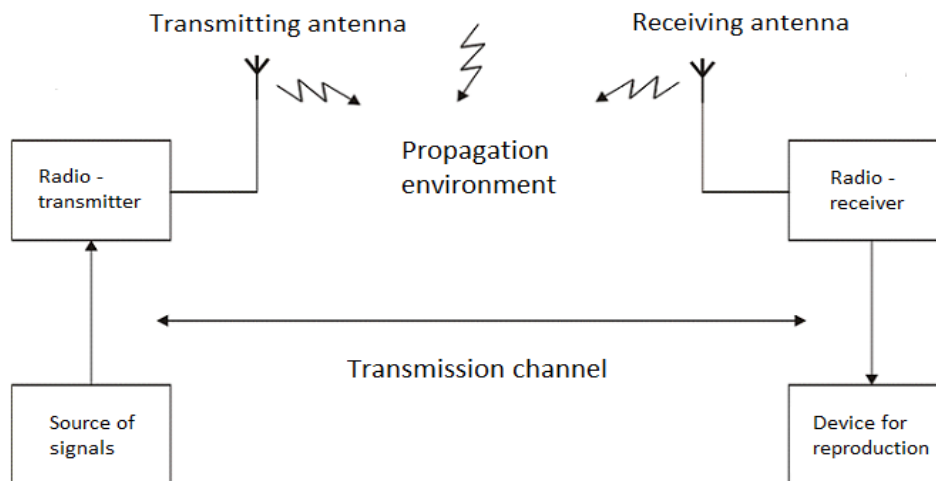 Transmitting antenna
Receiving antenna
Propagation
environment
Radio -
transmitter
Radio -
receiver
Transmission channel
Source of
signals
Device for
reproduction